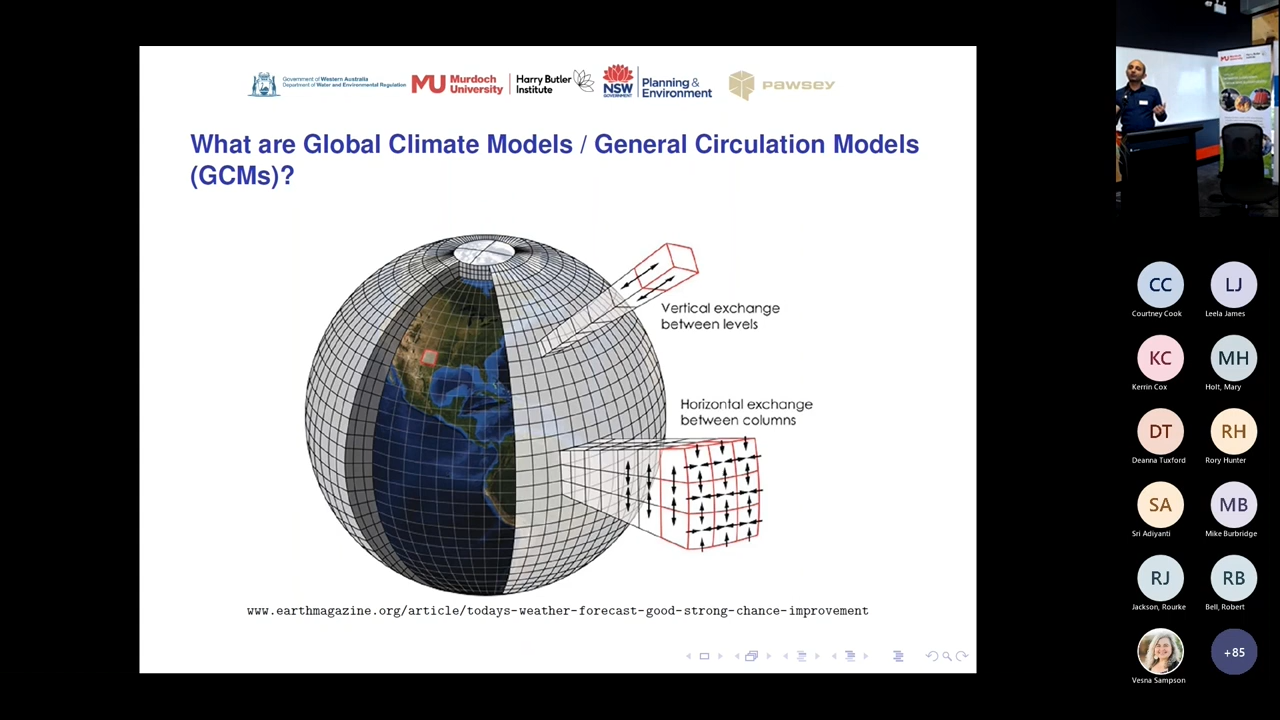 Government of Western Australia
Department of Water and Environmental Regulation
MU Murdoch
University
Harry Butler
Institute
NSW
GOVERNMENT
Planning &
Environment
PAWSEY
What are Global Climate Models / General Circulation Models
(GCMs)?
Vertical exchange
between levels
Horizontal exchange
between columns
www.earthmagazine.org/article/todays-weather-forecast-good-strong-chance-improvement
CC
Courtney Cook
LJ
Leela James
KC
Kerrin Cox
MH
Holt, Mary
DT
Deanna Tuxford
RH
Rory Hunter
SA
Sri Adiyanti
MB
Mike Burbridge
RJ
Jackson, Rourke
RB
Bell, Robert
Vesna Sampson
+85